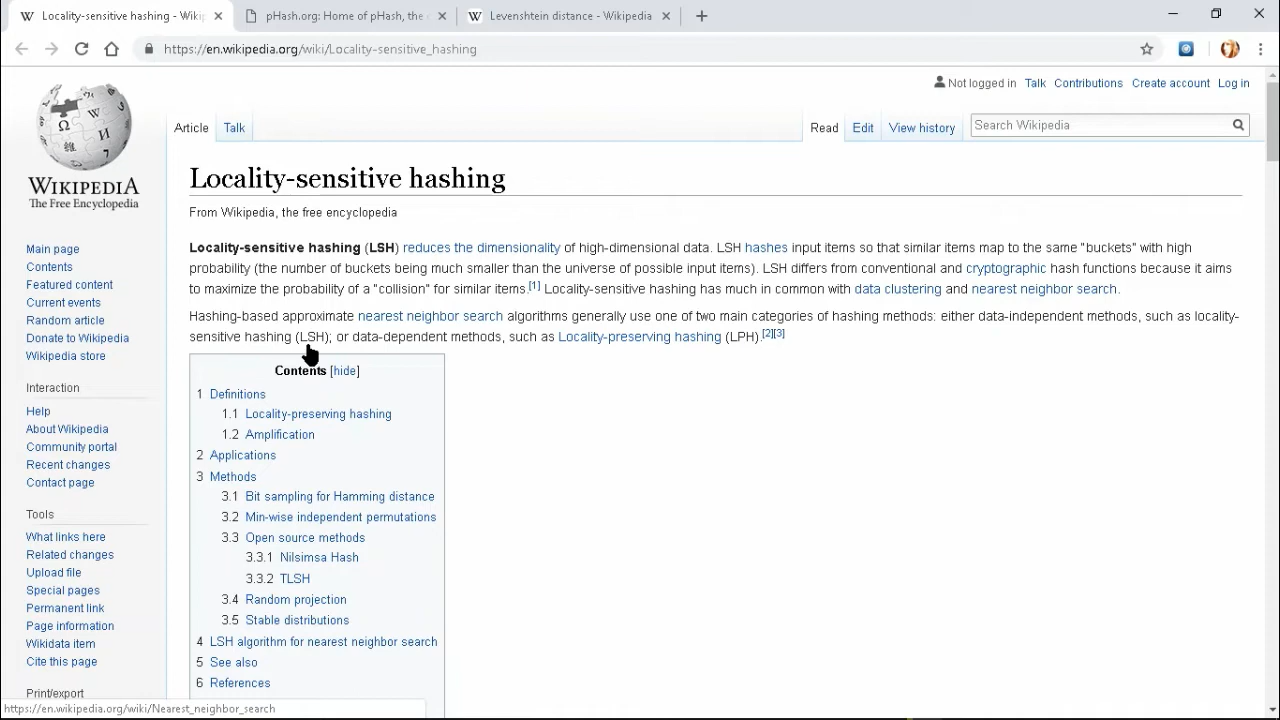 Locality-sensitive hashing - Wikip
pHash.org: Home of pHash, the
Levenshtein distance - Wikipedia
https://en.wikipedia.org/wiki/Locality-sensitive_hashing
Not logged in Talk Contributions Create account Log in
Article Talk Read Edit View history Search Wikipedia
WIKIPEDIA
The Free Encyclopedia
Main page
Contents
Featured content
Current events
Random article
Donate to Wikipedia
Wikipedia store
Interaction
Help
About Wikipedia
Community portal
Recent changes
Contact page
Tools
What links here
Related changes
Upload file
Special pages
Permanent link
Page information
Wikidata item
Cite this page
Print/export
Locality-sensitive hashing
From Wikipedia, the free encyclopedia
Locality-sensitive hashing (LSH) reduces the dimensionality of high-dimensional data. LSH hashes input items so that similar items map to the same "buckets" with high
probability (the number of buckets being much smaller than the universe of possible input items). LSH differs from conventional and cryptographic hash functions because it aims
to maximize the probability of a "collision" for similar items.[1] Locality-sensitive hashing has much in common with data clustering and nearest neighbor search.
Hashing-based approximate nearest neighbor search algorithms generally use one of two main categories of hashing methods: either data-independent methods, such as locality-
sensitive hashing (LSH); or data-dependent methods, such as Locality-preserving hashing (LPH).[2][3]
Contents [hide]
1 Definitions
1.1 Locality-preserving hashing
1.2 Amplification
2 Applications
3 Methods
3.1 Bit sampling for Hamming distance
3.2 Min-wise independent permutations
3.3 Open source methods
3.3.1 Nilsimsa Hash
3.3.2 TLSH
3.4 Random projection
3.5 Stable distributions
4 LSH algorithm for nearest neighbor search
5 See also
6 References
https://en.wikipedia.org/wiki/Nearest_neighbor_search